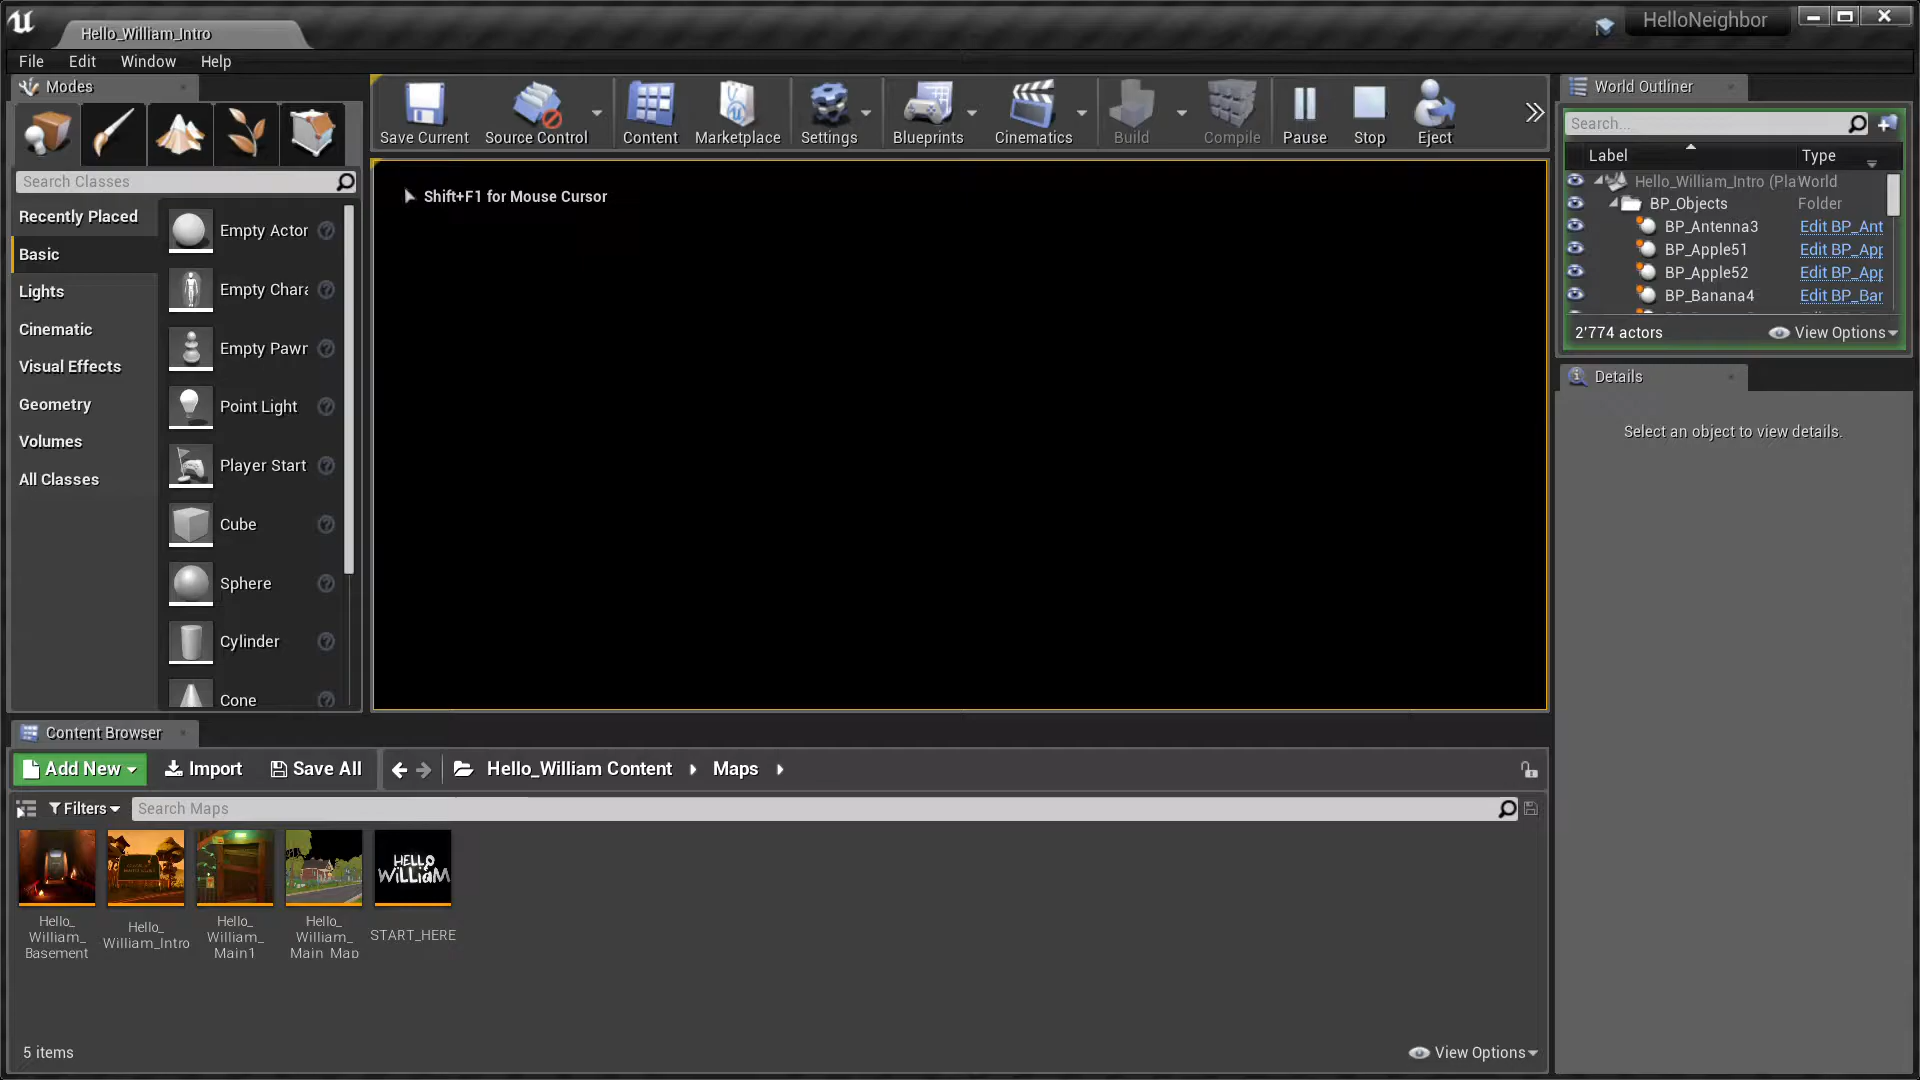 Hello_William_Intro
HelloNeighbor
File Edit Window Help
Modes
Save Current
Source Control
Content
Marketplace
Settings
Blueprints
Cinematics
Build
Compile
Pause
Stop
Eject
World Outliner
Search...
Label Type
Hello_William_Intro (Pla World
BP_Objects Folder
BP_Antenna3 Edit BP_Ant
BP_Apple51 Edit BP_App
BP_Apple52 Edit BP_App
BP_Banana4 Edit BP_Bar
2'774 actors View Options
Details
Select an object to view details.
Search Classes
Recently Placed
Basic
Lights
Cinematic
Visual Effects
Geometry
Volumes
All Classes
Empty Actor
Empty Chara
Empty Pawn
Point Light
Player Start
Cube
Sphere
Cylinder
Cone
Shift+F1 for Mouse Cursor
Content Browser
Add New Import Save All Hello_William Content Maps
Filters Search Maps
HELLO
WILLIAM
Hello_
William_
Basement
Hello_
William_Intro
Hello_
William_
Main1
Hello_
William_
Main_Map
START_HERE
5 items View Options